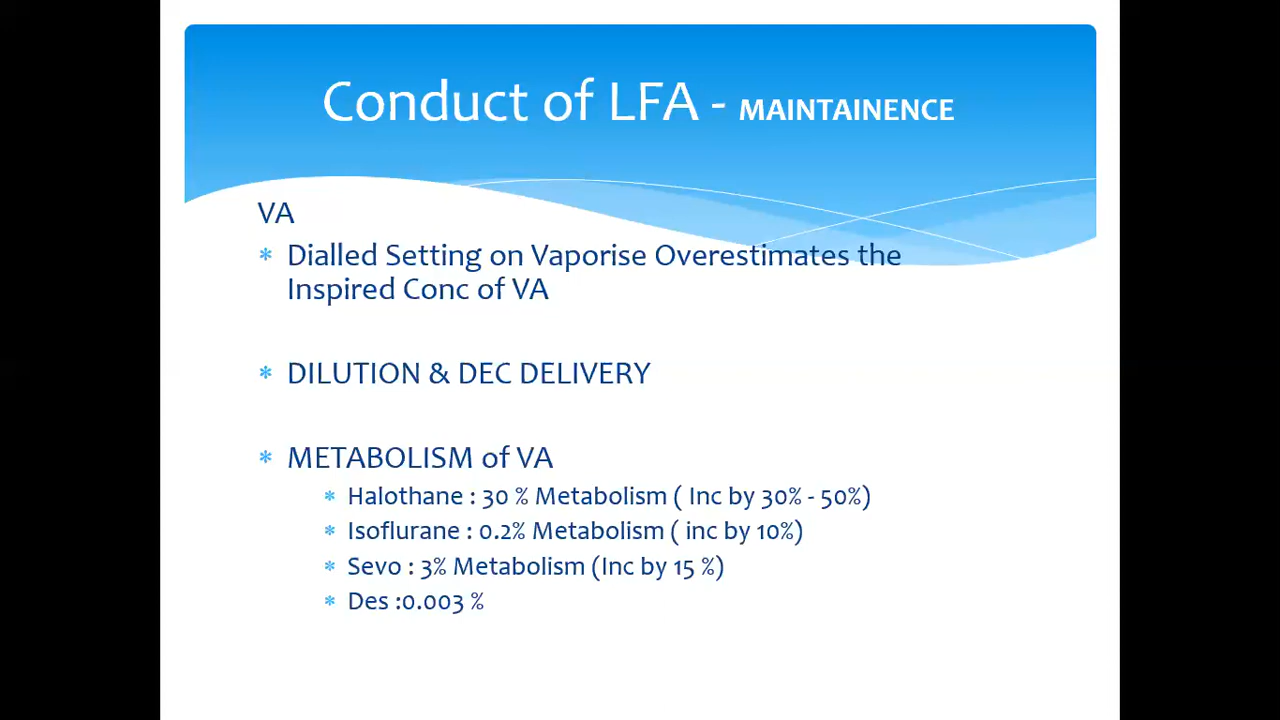 Conduct of LFA - MAINTAINENCE
VA
* Dialled Setting on Vaporise Overestimates the
Inspired Conc of VA
* DILUTION & DEC DELIVERY
* METABOLISM of VA
* Halothane : 30 % Metabolism ( Inc by 30% - 50%)
* Isoflurane : 0.2% Metabolism ( inc by 10%)
* Sevo : 3% Metabolism (Inc by 15 %)
* Des :0.003 %